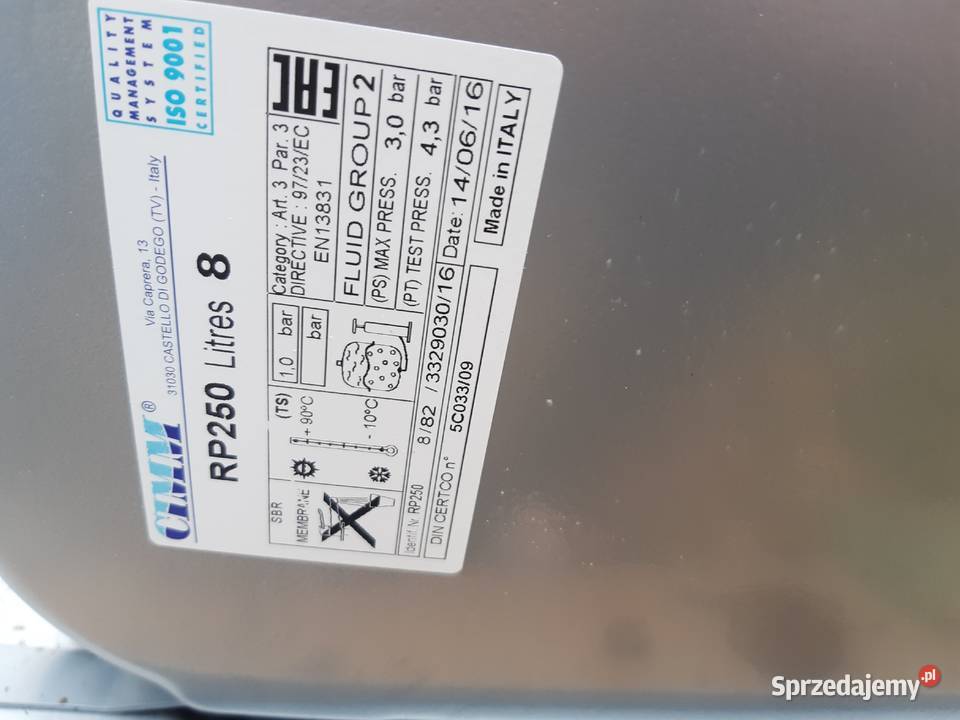 CIMM®
Via Caprera, 13
31030 CASTELLO DI GODEGO (TV) - Italy
QUALITY
MANAGEMENT
SYSTEM
ISO 9001
CERTIFIED
RP250 Litres 8
SBR
MEMBRANE
(TS)
+ 90°C
- 10°C
1,0 bar
bar
Category : Art. 3 Par. 3
DIRECTIVE : 97/23/EC
EN13831
FLUID GROUP 2
(PS) MAX PRESS. 3,0 bar
(PT) TEST PRESS. 4,3 bar
Identif. Nr. RP250 8/82 /3329030/16 Date: 14/06/16
DIN CERTCO n° 5C033/09
Made in ITALY
Sprzedajemy.pl